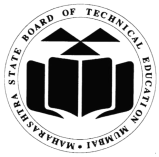 MAHARASHTRA STATE BOARD OF TECHNICAL EDUCATION MUMBAI •